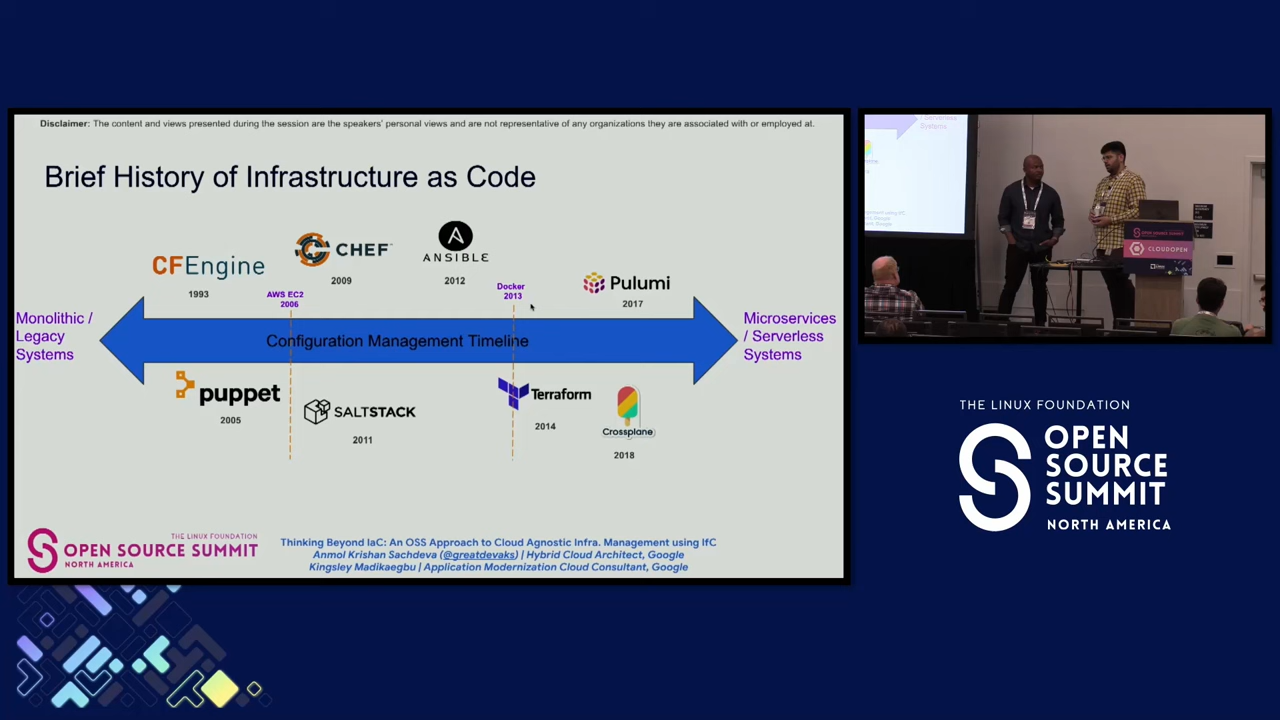 Disclaimer: The content and views presented during the session are the speakers' personal views and are not representative of any organizations they are associated with or employed at.
Brief History of Infrastructure as Code
CFEngine
1993
CHEF
2009
ANSIBLE
2012
Pulumi
2017
AWS EC2
2006
Docker
2013
Monolithic /
Legacy
Systems
Configuration Management Timeline
Microservices
/ Serverless
Systems
puppet
2005
SALTSTACK
2011
Terraform
2014
Crossplane
2018
THE LINUX FOUNDATION
OPEN SOURCE SUMMIT
NORTH AMERICA
Thinking Beyond IaC: An OSS Approach to Cloud Agnostic Infra. Management using IfC
Anmol Krishan Sachdeva (@greatdevaks) | Hybrid Cloud Architect, Google
Kingsley Madikaegbu | Application Modernization Cloud Consultant, Google
/ Serverless
Systems
CLOUDOPEN
THE LINUX FOUNDATION
OPEN
SOURCE
SUMMIT
NORTH AMERICA